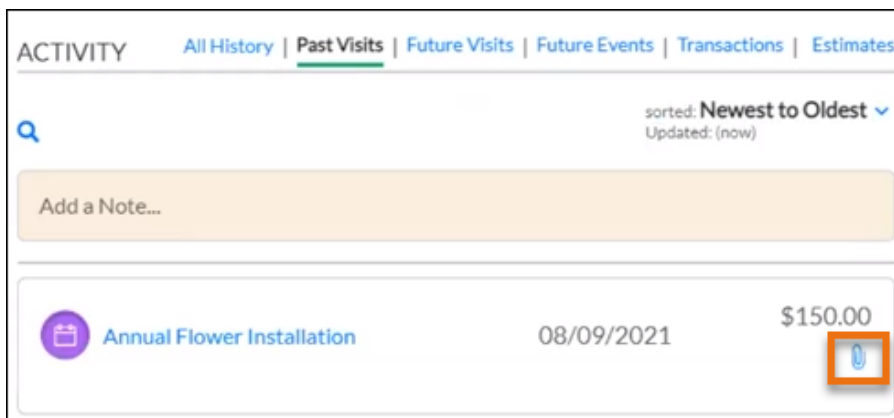 ACTIVITY All History | Past Visits | Future Visits | Future Events | Transactions | Estimates
sorted: Newest to Oldest
Updated: (now)
Add a Note...
Annual Flower Installation 08/09/2021 $150.00